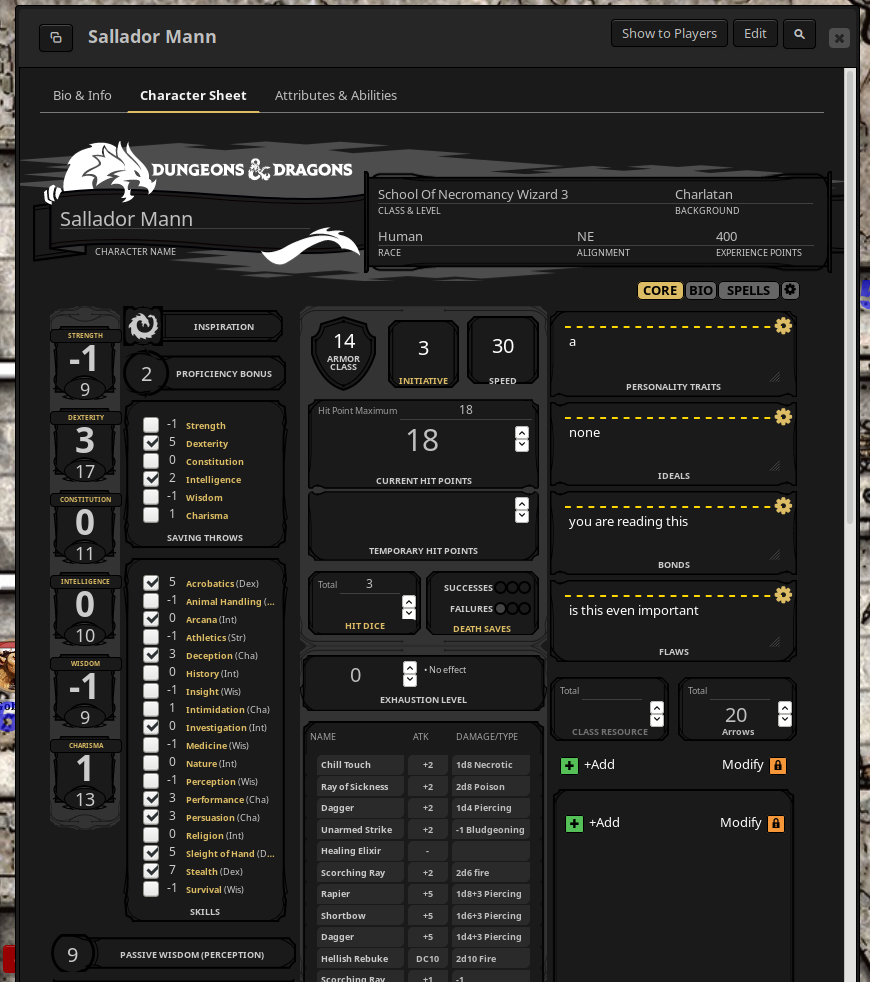 Sallador Mann
Show to Players Edit
Bio & Info Character Sheet Attributes & Abilities
DUNGEONS & DRAGONS
Sallador Mann
CHARACTER NAME
School Of Necromancy Wizard 3 Charlatan
CLASS & LEVEL BACKGROUND
Human NE 400
RACE ALIGNMENT EXPERIENCE POINTS
CORE BIO SPELLS
STRENGTH
-1
9
DEXTERITY
3
17
CONSTITUTION
0
11
INTELLIGENCE
0
10
WISDOM
-1
9
CHARISMA
1
13
INSPIRATION
2 PROFICIENCY BONUS
-1 Strength
5 Dexterity
0 Constitution
2 Intelligence
-1 Wisdom
1 Charisma
SAVING THROWS
5 Acrobatics (Dex)
-1 Animal Handling (...
0 Arcana (Int)
-1 Athletics (Str)
3 Deception (Cha)
0 History (Int)
-1 Insight (Wis)
1 Intimidation (Cha)
0 Investigation (Int)
-1 Medicine (Wis)
0 Nature (Int)
-1 Perception (Wis)
3 Performance (Cha)
3 Persuasion (Cha)
0 Religion (Int)
5 Sleight of Hand (D...
7 Stealth (Dex)
-1 Survival (Wis)
SKILLS
9 PASSIVE WISDOM (PERCEPTION)
14
ARMOR
CLASS
3
INITIATIVE
30
SPEED
Hit Point Maximum 18
18
CURRENT HIT POINTS
TEMPORARY HIT POINTS
Total 3
HIT DICE
SUCCESSES
FAILURES
DEATH SAVES
0 • No effect
EXHAUSTION LEVEL
NAME ATK DAMAGE/TYPE
Chill Touch +2 1d8 Necrotic
Ray of Sickness +2 2d8 Poison
Dagger +2 1d4 Piercing
Unarmed Strike +2 -1 Bludgeoning
Healing Elixir -
Scorching Ray +2 2d6 fire
Rapier +5 1d8+3 Piercing
Shortbow +5 1d6+3 Piercing
Dagger +5 1d4+3 Piercing
Hellish Rebuke DC10 2d10 Fire
Scorching Ray +1 -1
a
PERSONALITY TRAITS
none
IDEALS
you are reading this
BONDS
is this even important
FLAWS
Total
CLASS RESOURCE
Total
20
Arrows
+Add Modify
+Add Modify